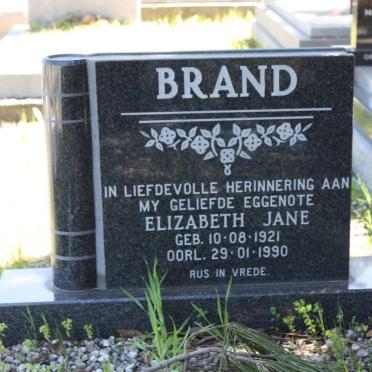 BRAND
IN LIEFDEVOLLE HERINNERING AAN
MY GELIEFDE EGGENOTE
ELIZABETH JANE
GEB. 10-08-1921
OORL. 29-01-1990
RUS IN VREDE.